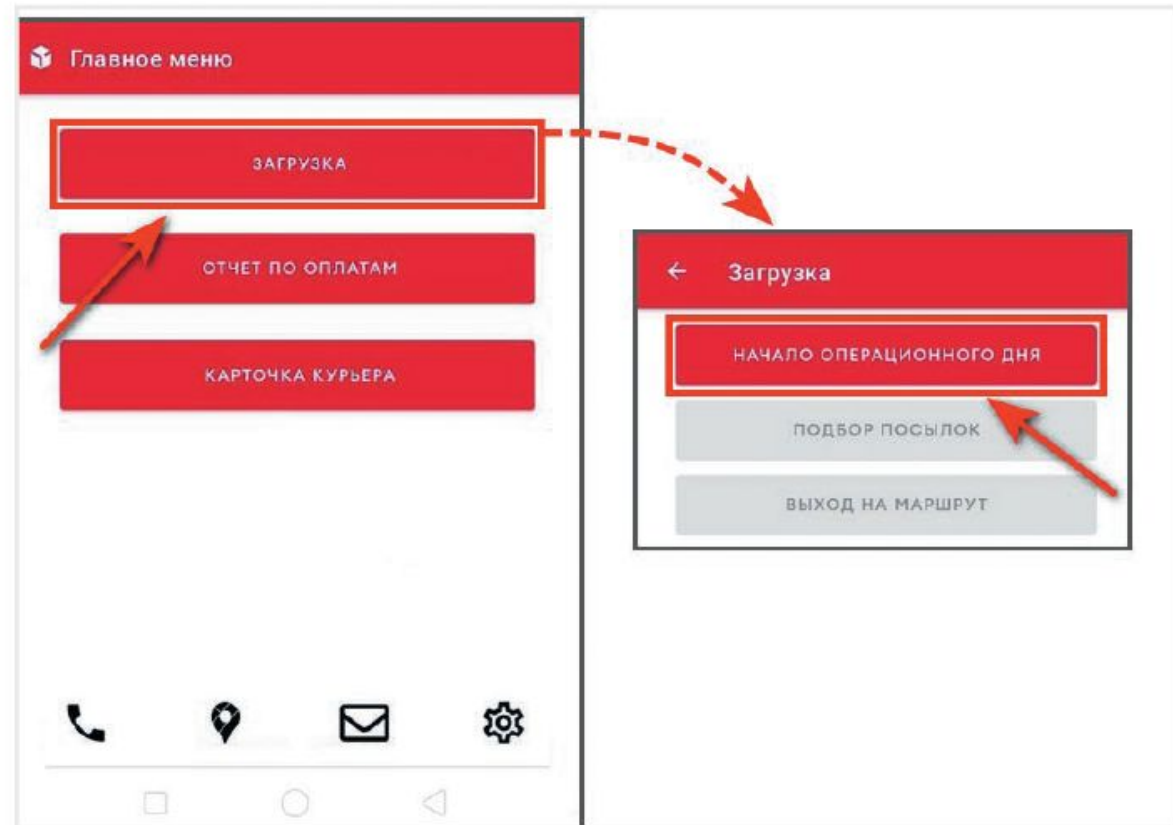 Главное меню
ЗАГРУЗКА
ОТЧЕТ ПО ОПЛАТАМ
КАРТОЧКА КУРЬЕРА
Загрузка
НАЧАЛО ОПЕРАЦИОННОГО ДНЯ
ПОДБОР ПОСЫЛОК
ВЫХОД НА МАРШРУТ